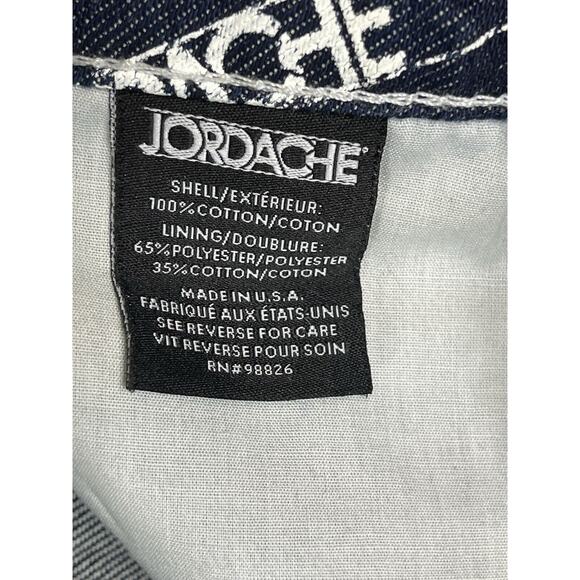 ACHE
JORDACHE®
SHELL/EXTÉRIEUR:
100%COTTON/COTON
LINING/DOUBLURE:
65%POLYESTER/POLYESTER
35%COTTON/COTON
MADE IN U.S.A.
FABRIQUÉ AUX ÉTATS-UNIS
SEE REVERSE FOR CARE
VIT REVERSE POUR SOIN
RN#98826